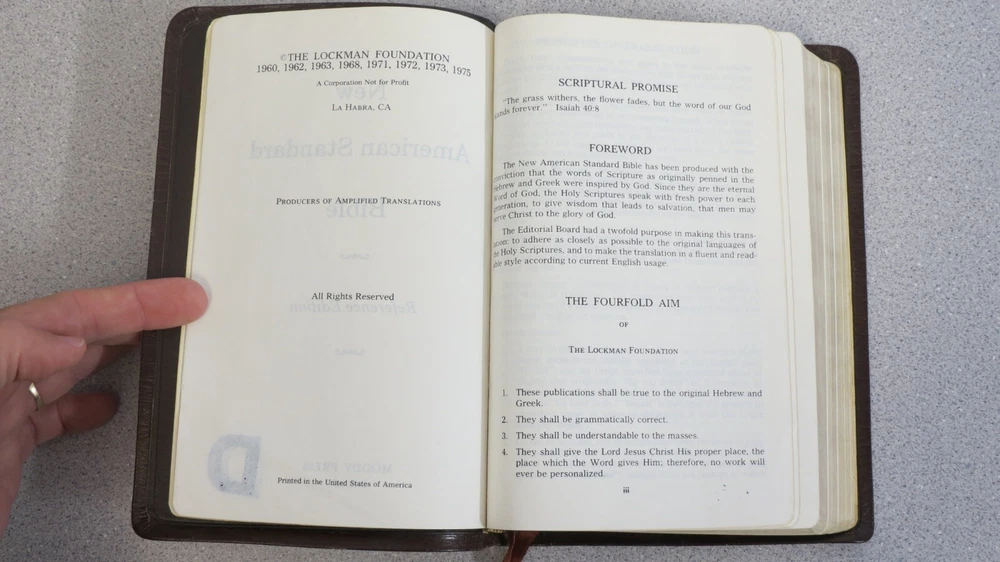 ©THE LOCKMAN FOUNDATION
1960, 1962, 1963, 1968, 1971, 1972, 1973, 1975
A Corporation Not for Profit
LA HABRA, CA
PRODUCERS OF AMPLIFIED TRANSLATIONS
All Rights Reserved
Printed in the United States of America
SCRIPTURAL PROMISE
"The grass withers, the flower fades, but the word of our God
forever." Isaiah 40:8
FOREWORD
The New American Standard Bible has been produced with the
that the words of Scripture as originally penned in the
and Greek were inspired by God. Since they are the eternal
of God, the Holy Scriptures speak with fresh power to each
to give wisdom that leads to salvation, that men may
Christ to the glory of God.
The Editorial Board had a twofold purpose in making this trans-
to adhere as closely as possible to the original languages of
the Holy Scriptures, and to make the translation in a fluent and read-
able style according to current English usage.
THE FOURFOLD AIM
OF
THE LOCKMAN FOUNDATION
1. These publications shall be true to the original Hebrew and
Greek.
2. They shall be grammatically correct.
3. They shall be understandable to the masses.
4. They shall give the Lord Jesus Christ His proper place, the
place which the Word gives Him; therefore, no work will
ever be personalized.
iii